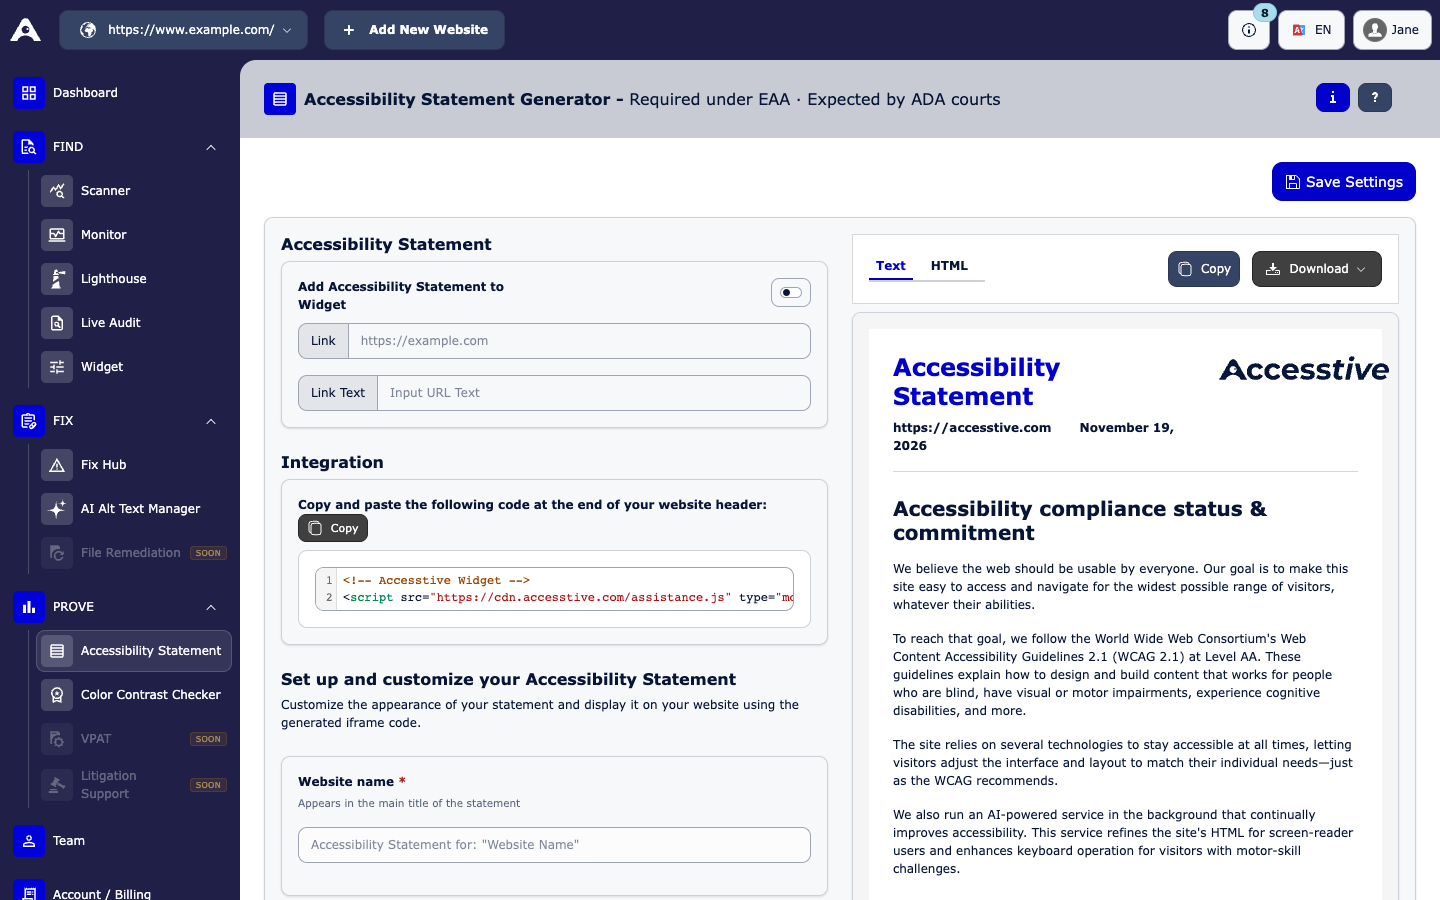 https://www.example.com/
Add New Website
8
EN
Jane
Dashboard
FIND
Scanner
Monitor
Lighthouse
Live Audit
Widget
FIX
Fix Hub
AI Alt Text Manager
File Remediation SOON
PROVE
Accessibility Statement
Color Contrast Checker
VPAT SOON
Litigation
Support
SOON
Team
Account / Billing
Accessibility Statement Generator - Required under EAA · Expected by ADA courts
i
?
Save Settings
Accessibility Statement
Add Accessibility Statement to
Widget
Link https://example.com
Link Text Input URL Text
Integration
Copy and paste the following code at the end of your website header:
Copy
1 <!-- Accesstive Widget -->
2 <script src="https://cdn.accesstive.com/assistance.js" type="mo
Set up and customize your Accessibility Statement
Customize the appearance of your statement and display it on your website using the
generated iframe code.
Website name *
Appears in the main title of the statement
Accessibility Statement for: "Website Name"
Text HTML
Copy
Download
Accessibility
Statement
Accesstive
https://accesstive.com November 19,
2026
Accessibility compliance status &
commitment
We believe the web should be usable by everyone. Our goal is to make this
site easy to access and navigate for the widest possible range of visitors,
whatever their abilities.
To reach that goal, we follow the World Wide Web Consortium's Web
Content Accessibility Guidelines 2.1 (WCAG 2.1) at Level AA. These
guidelines explain how to design and build content that works for people
who are blind, have visual or motor impairments, experience cognitive
disabilities, and more.
The site relies on several technologies to stay accessible at all times, letting
visitors adjust the interface and layout to match their individual needs—just
as the WCAG recommends.
We also run an AI-powered service in the background that continually
improves accessibility. This service refines the site's HTML for screen-reader
users and enhances keyboard operation for visitors with motor-skill
challenges.